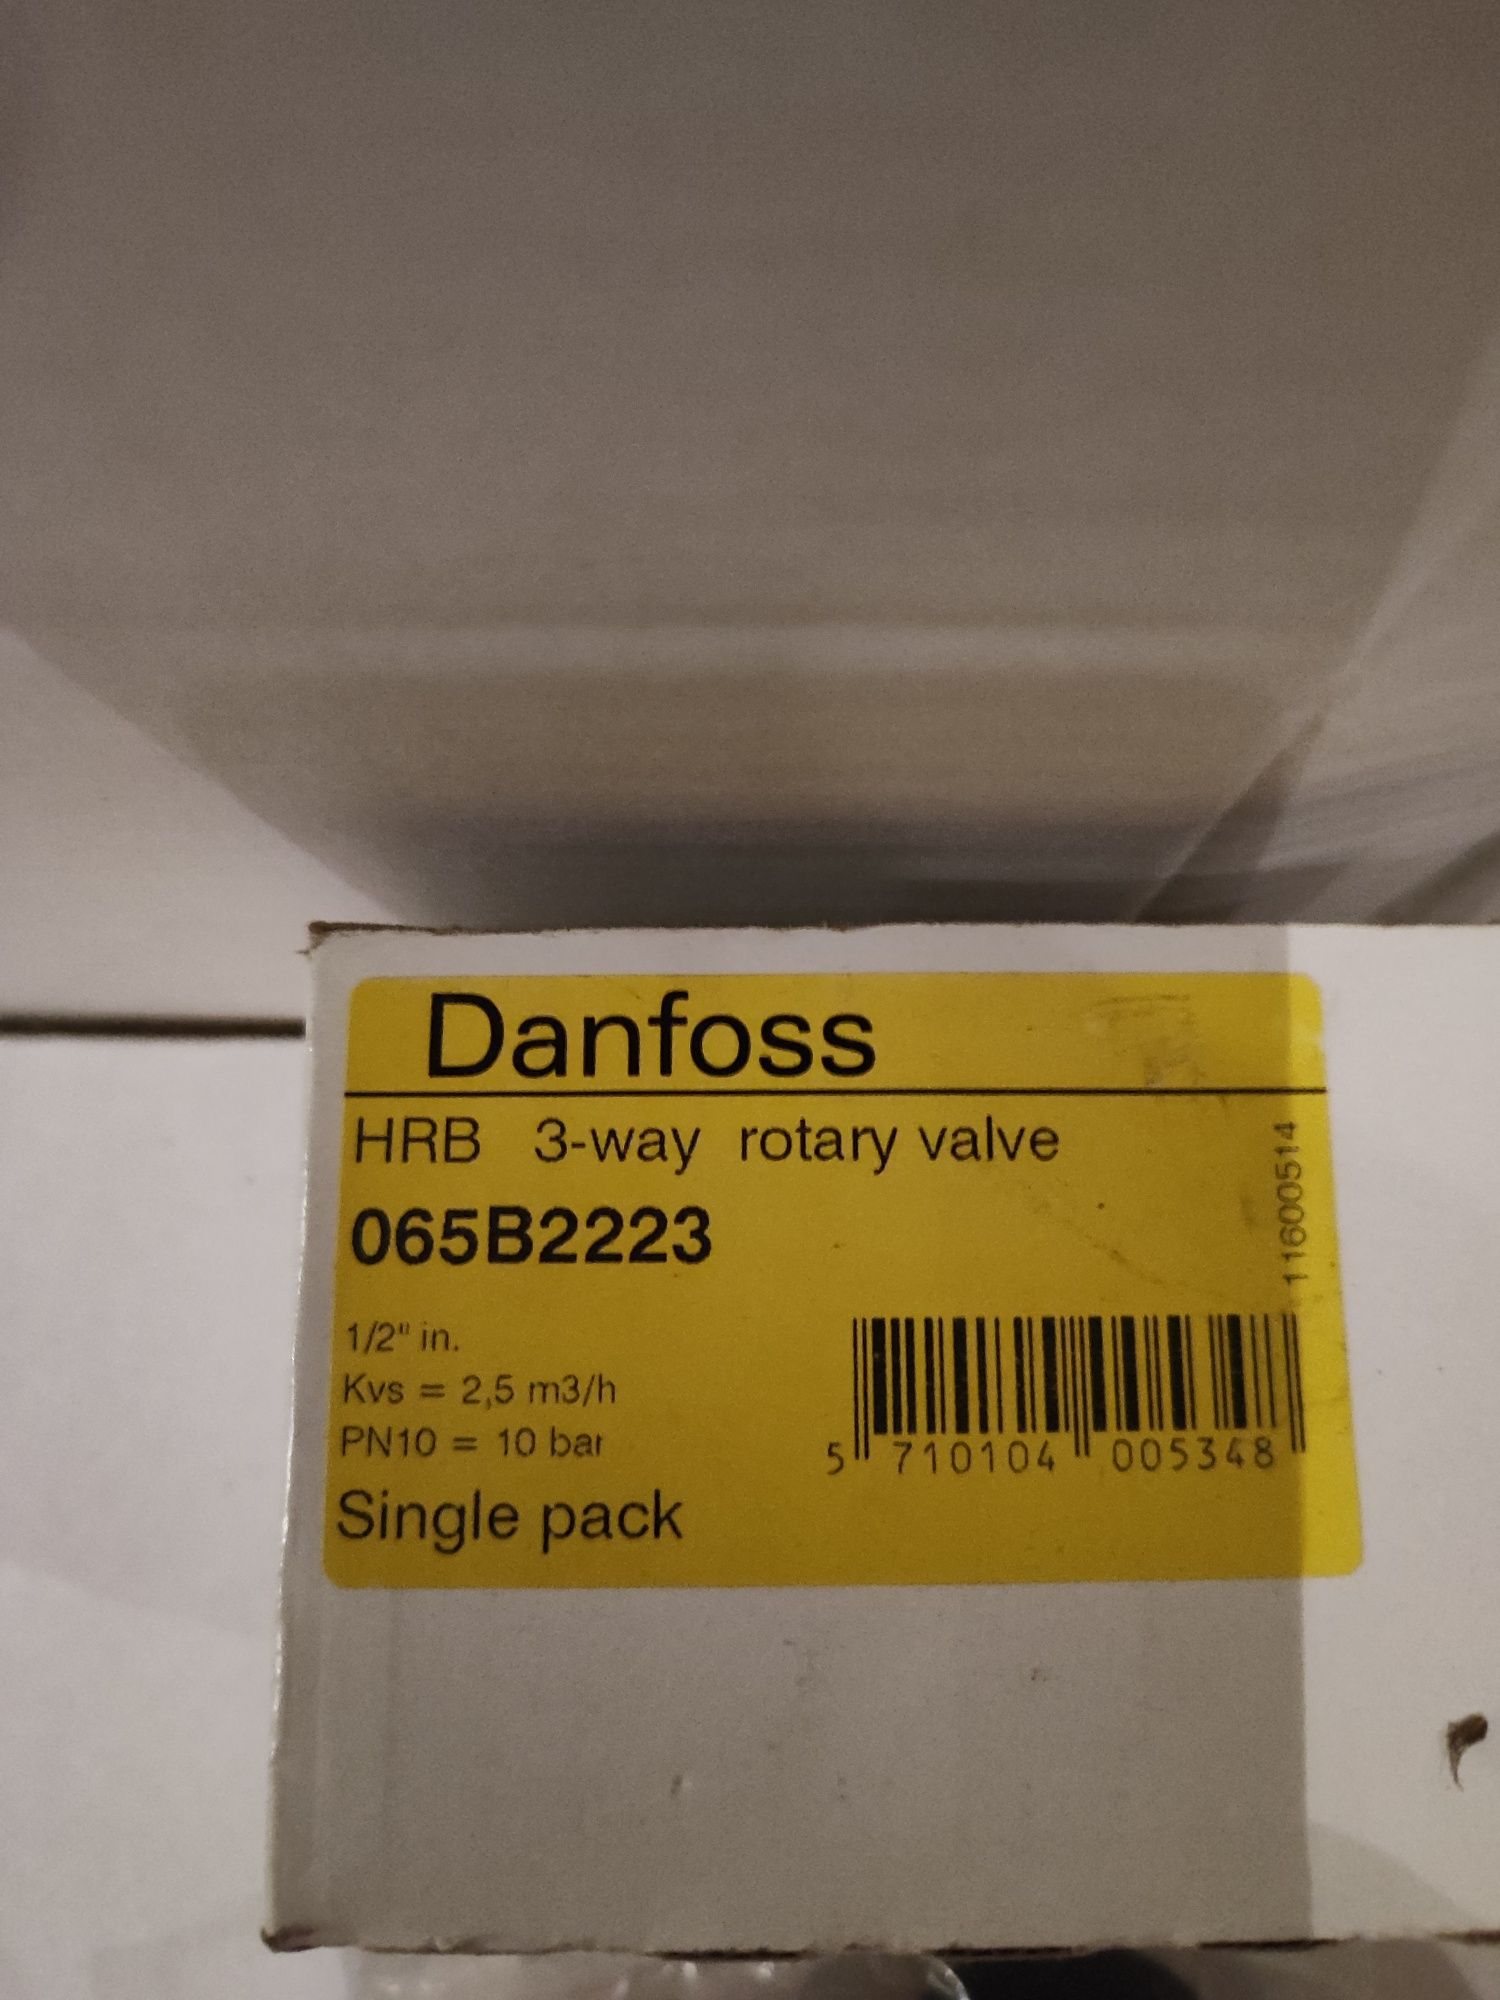 Danfoss
HRB 3-way rotary valve
065B2223
11600514
1/2" in.
Kvs = 2,5 m3/h
PN10 = 10 bar
5 710104 005348
Single pack